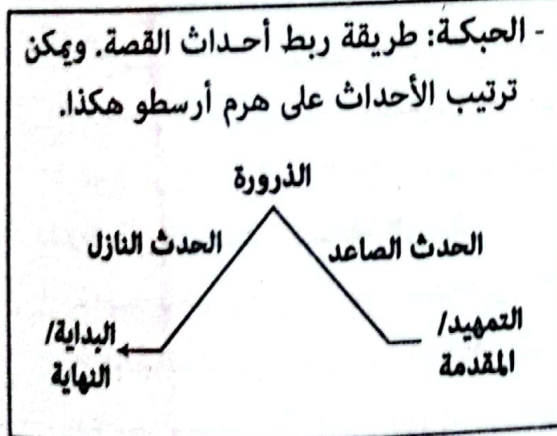 - الحبكة: طريقة ربط أحداث القصة. ويمكن
ترتيب الأحداث على هرم أرسطو هكذا.
الذرورة
الحدث الصاعد
الحدث النازل
التمهيد/
المقدمة
البداية/
النهاية